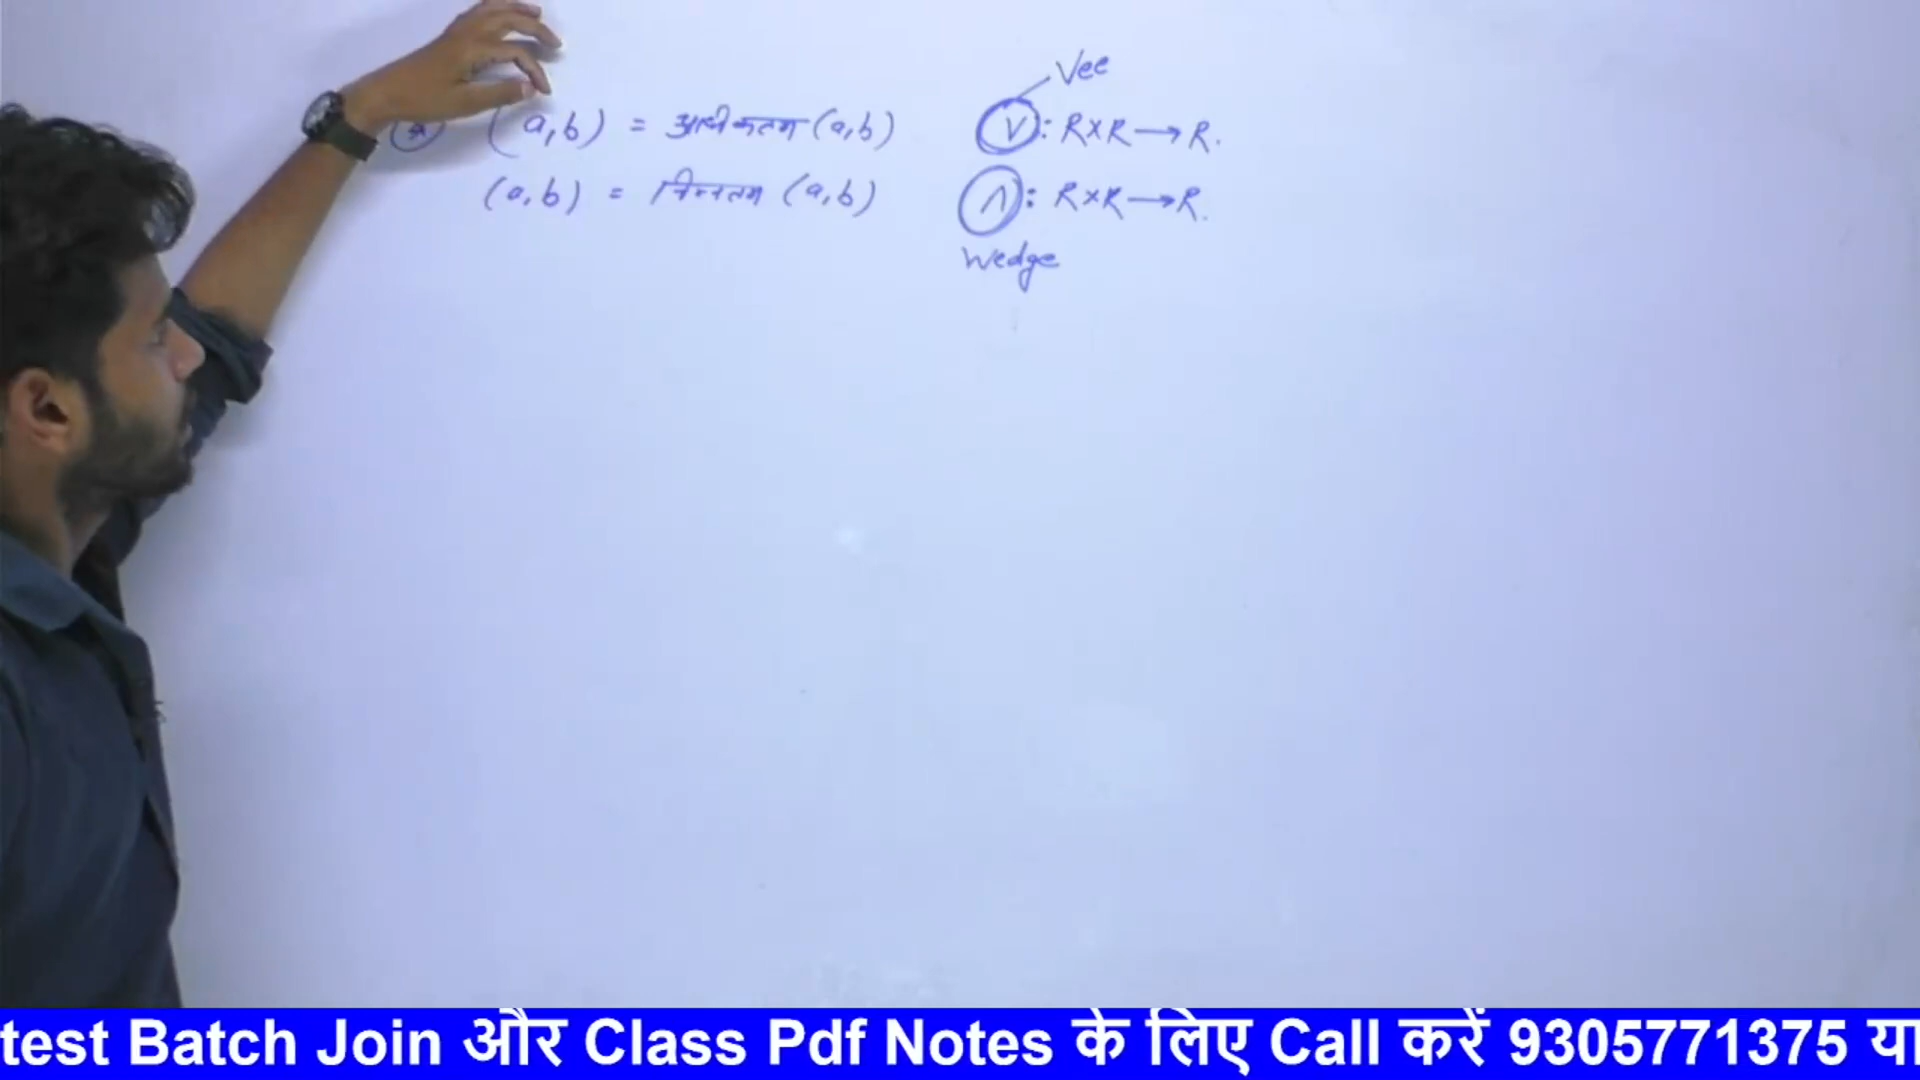 Vee
(a,b) = अधिकतम (a,b) V : R×R → R.
(a,b) = निम्नतम (a,b) Λ : R×R → R.
Wedge
test Batch Join और Class Pdf Notes के लिए Call करें 9305771375 या